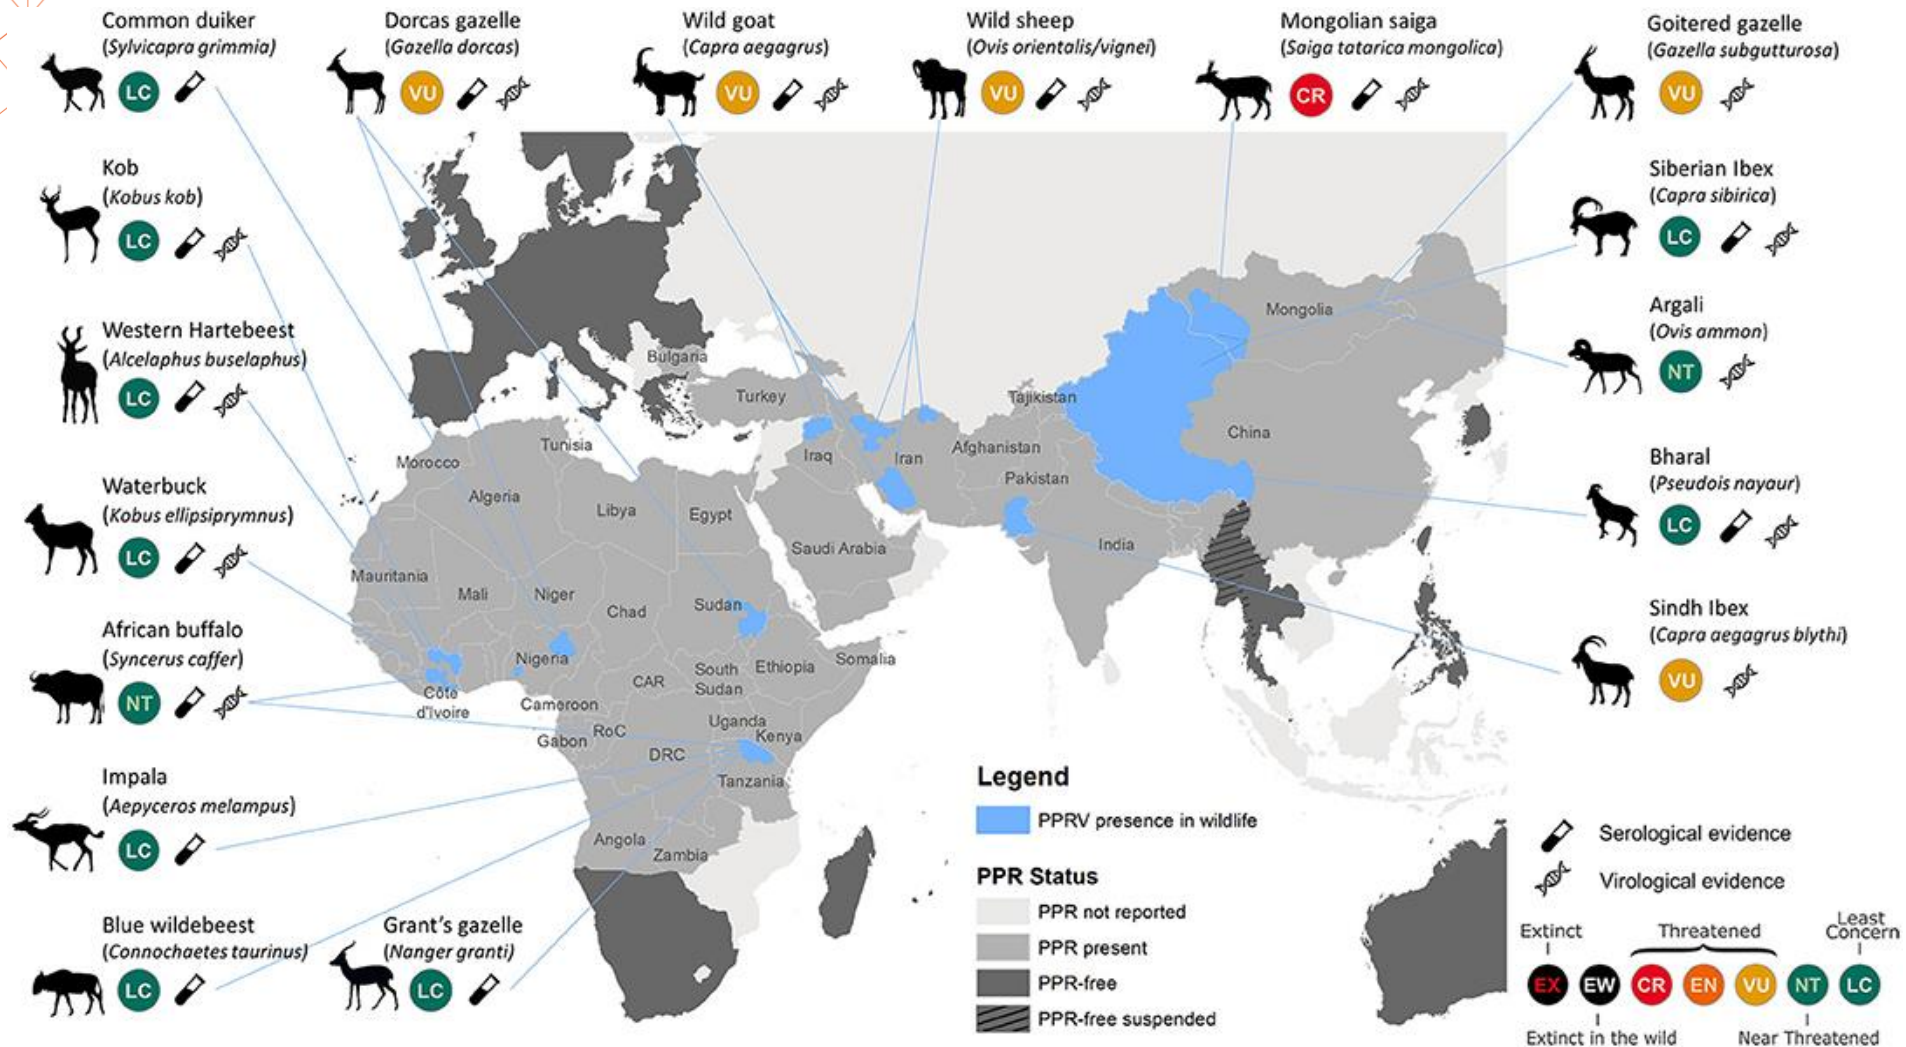 Common duiker
(Sylvicapra grimmia)
LC
Dorcas gazelle
(Gazella dorcas)
VU
Wild goat
(Capra aegagrus)
VU
Wild sheep
(Ovis orientalis/vignei)
VU
Mongolian saiga
(Saiga tatarica mongolica)
CR
Goitered gazelle
(Gazella subgutturosa)
VU
Kob
(Kobus kob)
LC
Siberian Ibex
(Capra sibirica)
LC
Western Hartebeest
(Alcelaphus buselaphus)
LC
Argali
(Ovis ammon)
NT
Waterbuck
(Kobus ellipsiprymnus)
LC
Bharal
(Pseudois nayaur)
LC
African buffalo
(Syncerus caffer)
NT
Sindh Ibex
(Capra aegagrus blythi)
VU
Impala
(Aepyceros melampus)
LC
Blue wildebeest
(Connochaetes taurinus)
LC
Grant's gazelle
(Nanger granti)
LC
Mongolia
Bulgaria
Turkey
Tajikistan
China
Tunisia
Morocco
Iraq
Iran
Afghanistan
Pakistan
Algeria
Libya
Egypt
Saudi Arabia
India
Mauritania
Mali
Niger
Chad
Sudan
Nigeria
CAR
South
Sudan
Ethiopia
Somalia
Côte
d'Ivoire
Cameroon
Gabon
RoC
DRC
Uganda
Kenya
Tanzania
Angola
Zambia
Legend
PPRV presence in wildlife
PPR Status
PPR not reported
PPR present
PPR-free
PPR-free suspended
Serological evidence
Virological evidence
Extinct
Threatened
Least
Concern
EX
EW
CR
EN
VU
NT
LC
Extinct in the wild
Near Threatened